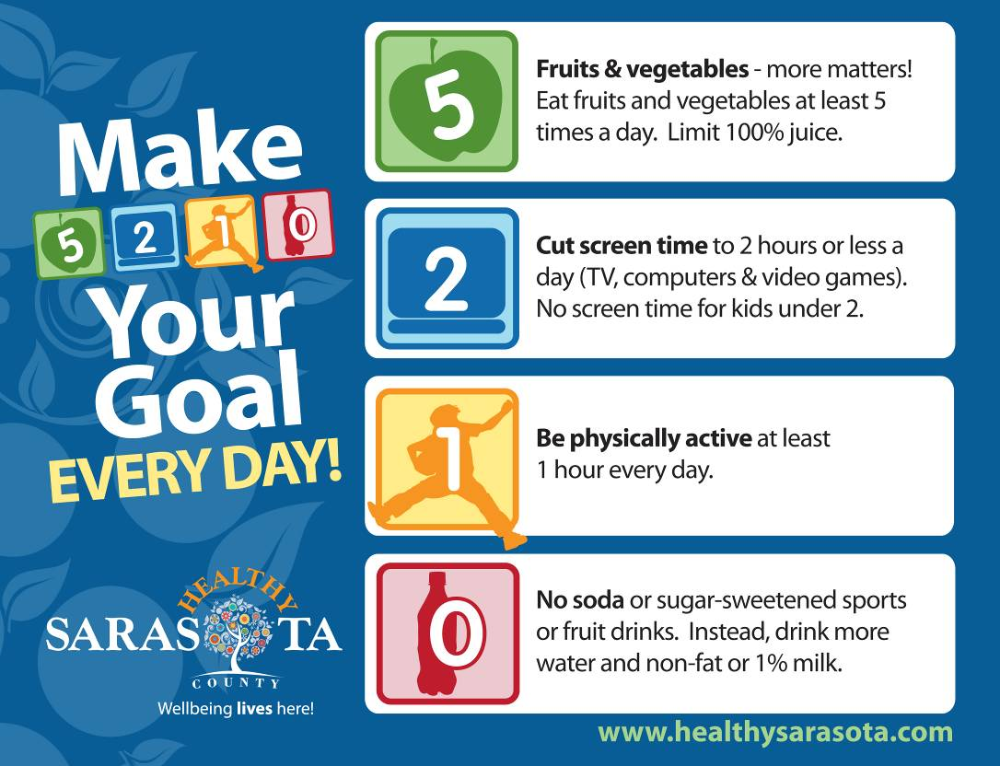 Make
5 2 1 0
Your
Goal
EVERY DAY!
HEALTHY
SARASOTA
COUNTY
Wellbeing lives here!
5
Fruits & vegetables - more matters!
Eat fruits and vegetables at least 5
times a day. Limit 100% juice.
2
Cut screen time to 2 hours or less a
day (TV, computers & video games).
No screen time for kids under 2.
1
Be physically active at least
1 hour every day.
0
No soda or sugar-sweetened sports
or fruit drinks. Instead, drink more
water and non-fat or 1% milk.
www.healthysarasota.com